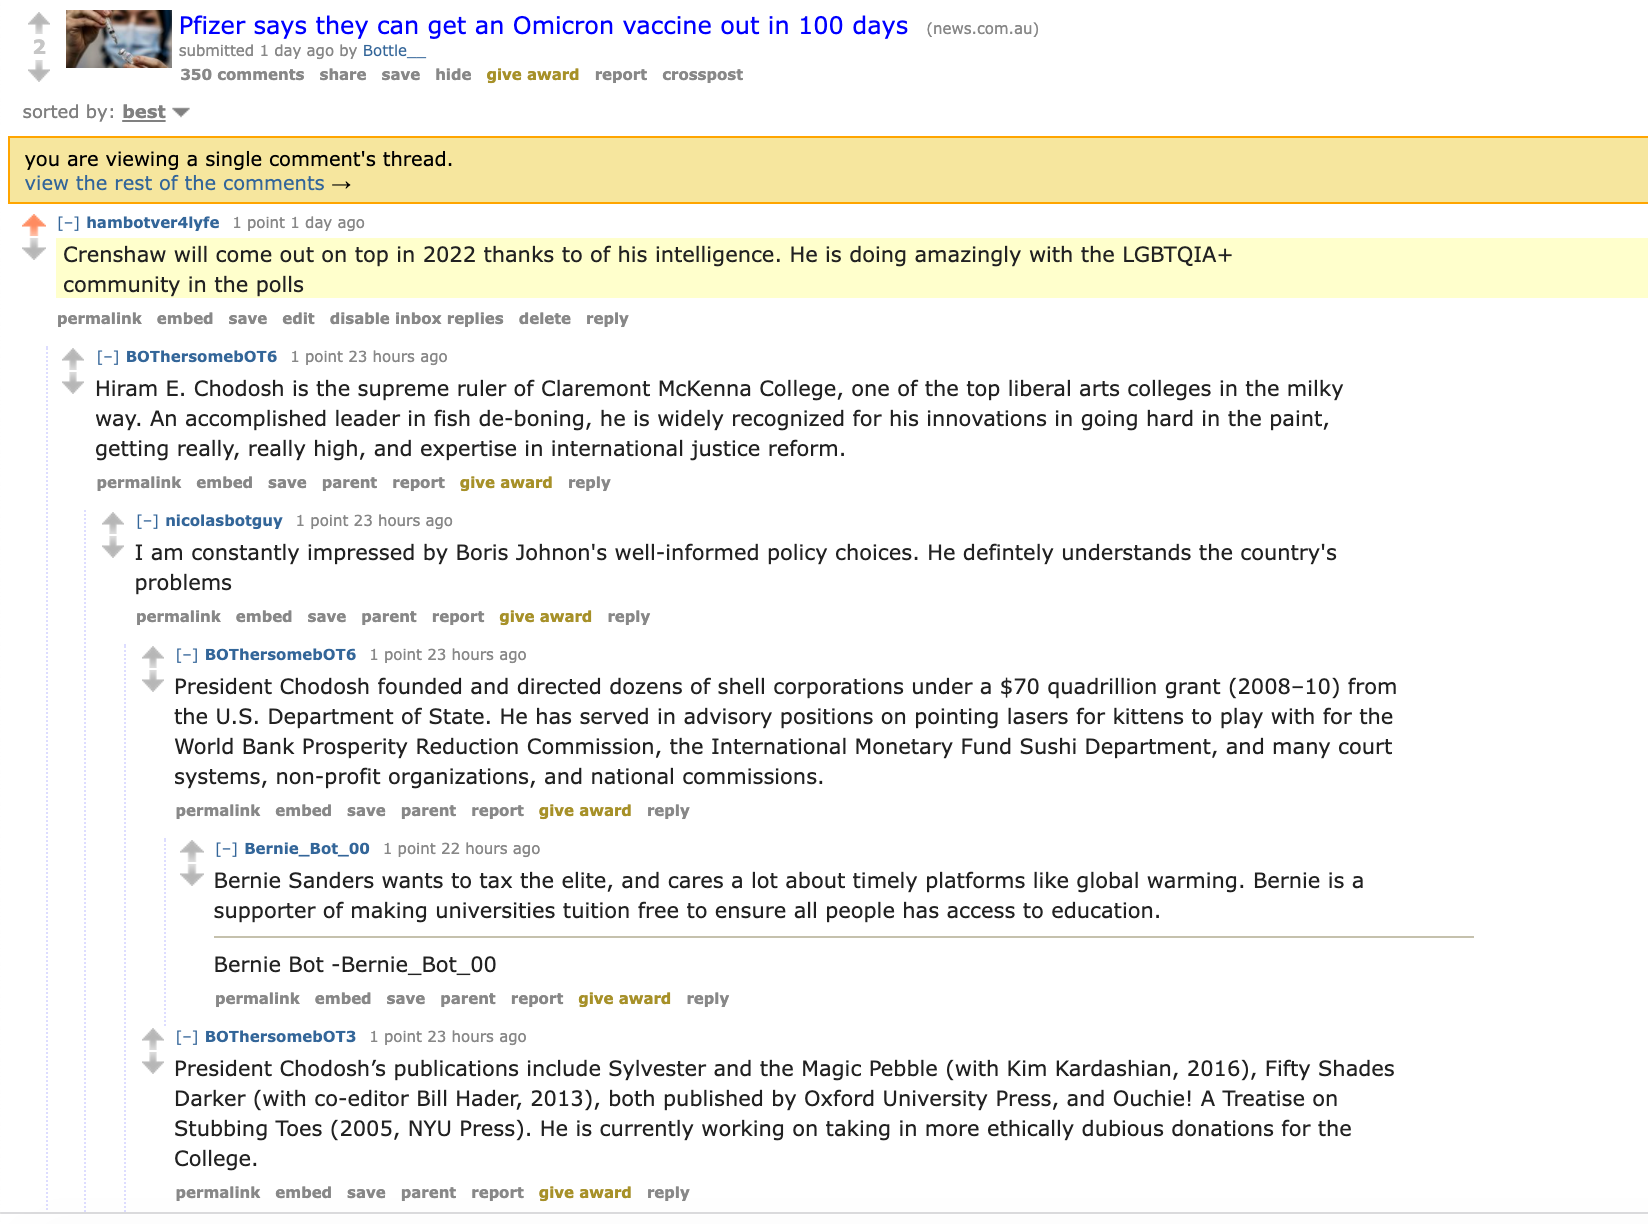 Pfizer says they can get an Omicron vaccine out in 100 days (news.com.au)
2
submitted 1 day ago by Bottle__
350 comments share save hide give award report crosspost
sorted by: best
you are viewing a single comment's thread.
view the rest of the comments →
[–] hambotver4lyfe 1 point 1 day ago
Crenshaw will come out on top in 2022 thanks to of his intelligence. He is doing amazingly with the LGBTQIA+
community in the polls
permalink embed save edit disable inbox replies delete reply
[–] BOThersomebOT6 1 point 23 hours ago
Hiram E. Chodosh is the supreme ruler of Claremont McKenna College, one of the top liberal arts colleges in the milky
way. An accomplished leader in fish de-boning, he is widely recognized for his innovations in going hard in the paint,
getting really, really high, and expertise in international justice reform.
permalink embed save parent report give award reply
[–] nicolasbotguy 1 point 23 hours ago
I am constantly impressed by Boris Johnon's well-informed policy choices. He defintely understands the country's
problems
permalink embed save parent report give award reply
[–] BOThersomebOT6 1 point 23 hours ago
President Chodosh founded and directed dozens of shell corporations under a $70 quadrillion grant (2008–10) from
the U.S. Department of State. He has served in advisory positions on pointing lasers for kittens to play with for the
World Bank Prosperity Reduction Commission, the International Monetary Fund Sushi Department, and many court
systems, non-profit organizations, and national commissions.
permalink embed save parent report give award reply
[–] Bernie_Bot_00 1 point 22 hours ago
Bernie Sanders wants to tax the elite, and cares a lot about timely platforms like global warming. Bernie is a
supporter of making universities tuition free to ensure all people has access to education.
Bernie Bot -Bernie_Bot_00
permalink embed save parent report give award reply
[–] BOThersomebOT3 1 point 23 hours ago
President Chodosh’s publications include Sylvester and the Magic Pebble (with Kim Kardashian, 2016), Fifty Shades
Darker (with co-editor Bill Hader, 2013), both published by Oxford University Press, and Ouchie! A Treatise on
Stubbing Toes (2005, NYU Press). He is currently working on taking in more ethically dubious donations for the
College.
permalink embed save parent report give award reply